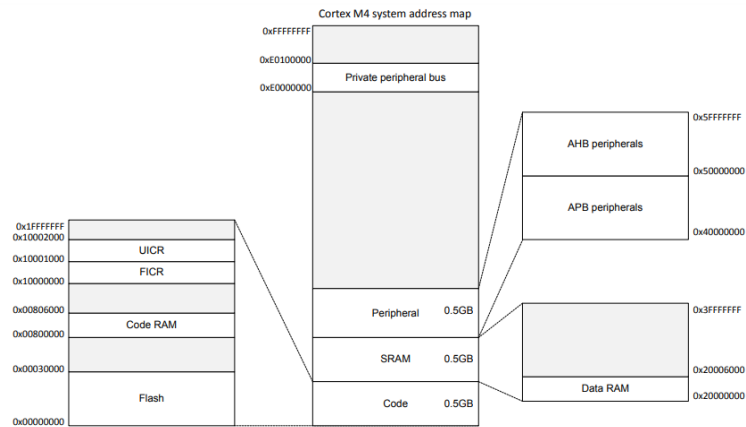 Cortex M4 system address map
0xFFFFFFFF
0xE0100000
Private peripheral bus
0xE0000000
0x5FFFFFFF
AHB peripherals
0x50000000
APB peripherals
0x40000000
0x1FFFFFFF
0x10002000
UICR
0x10001000
FICR
0x10000000
0x00806000
Code RAM
0x00800000
0x00030000
Flash
0x00000000
Peripheral 0.5GB
SRAM 0.5GB
Code 0.5GB
0x3FFFFFFF
0x20006000
Data RAM
0x20000000